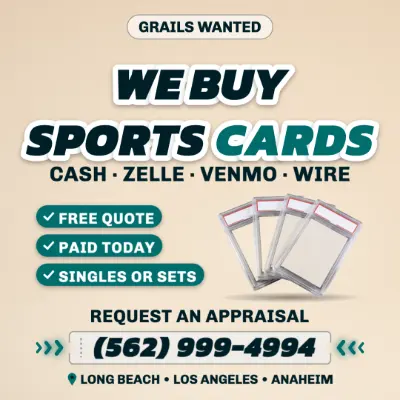 GRAILS WANTED
WE BUY
SPORTS CARDS
CASH · ZELLE · VENMO · WIRE
FREE QUOTE
PAID TODAY
SINGLES OR SETS
REQUEST AN APPRAISAL
(562) 999-4994
LONG BEACH • LOS ANGELES • ANAHEIM